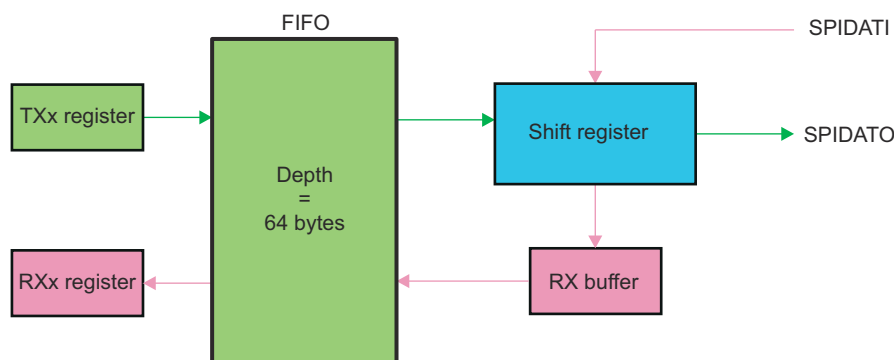 FIFO
SPIDATI
TXx register
Shift register
SPIDATO
Depth
=
64 bytes
RXx register
RX buffer